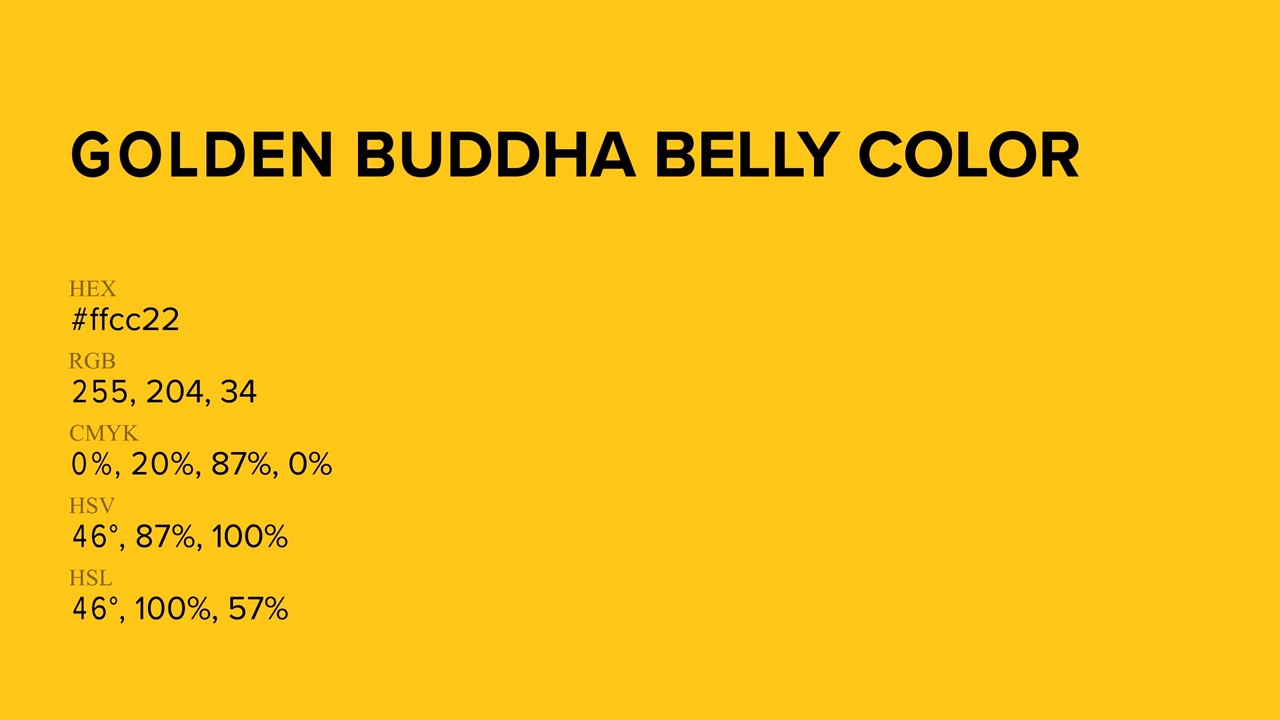 GOLDEN BUDDHA BELLY COLOR
HEX
#ffcc22
RGB
255, 204, 34
CMYK
0%, 20%, 87%, 0%
HSV
46°, 87%, 100%
HSL
46°, 100%, 57%